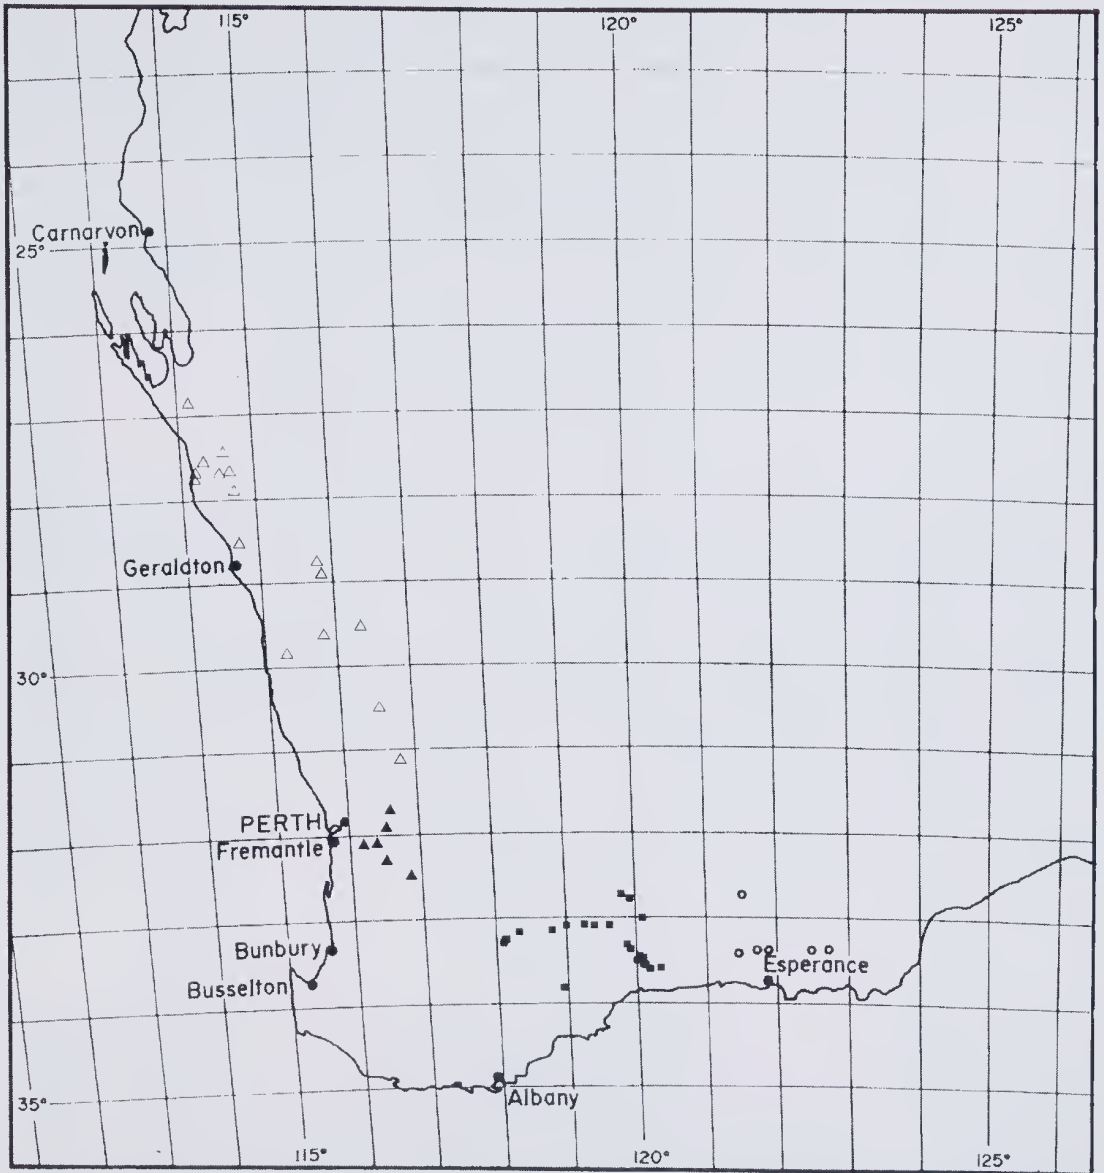 115° 120° 125°
Carnarvon
25°
Geraldton
30°
PERTH
Fremantle
Bunbury
Esperance
Busselton
Albany
35°
115° 120° 125°